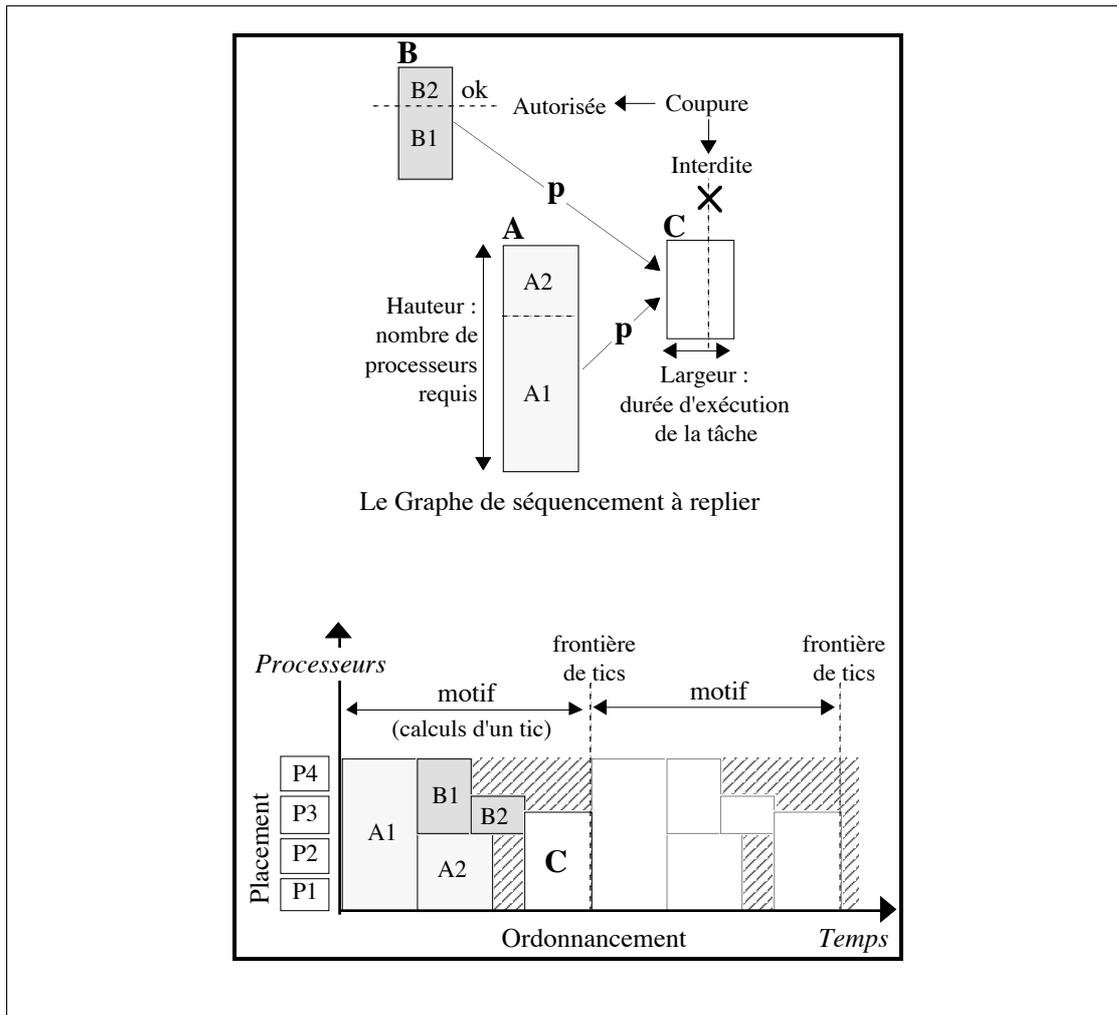 B
B2
ok
B1
Autorisée
Coupure
Interdite
p
A
C
A2
Hauteur :
nombre de
processeurs
requis
p
A1
Largeur :
durée d'exécution
de la tâche
Le Graphe de séquencement à replier
Processeurs
frontière
de tics
frontière
de tics
motif
motif
(calculs d'un tic)
Placement
P4
P3
P2
P1
A1
B1
B2
A2
C
Ordonnancement
Temps